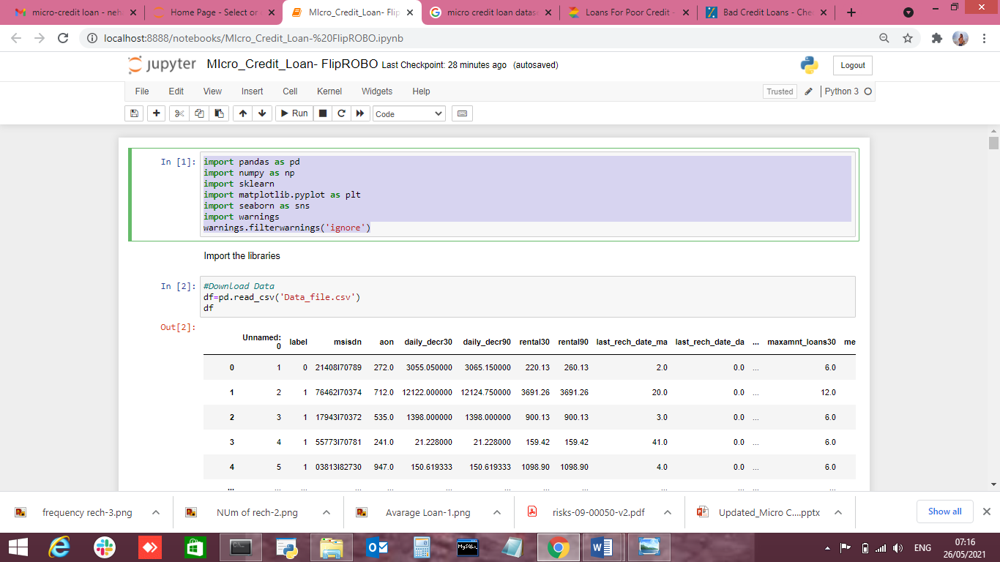 micro-credit loan - neh
Home Page - Select or
MIcro_Credit_Loan- Flip
micro credit loan datase
Loans For Poor Credit -
Bad Credit Loans - Che
localhost:8888/notebooks/MIcro_Credit_Loan-%20FlipROBO.ipynb
jupyter MIcro_Credit_Loan- FlipROBO Last Checkpoint: 28 minutes ago (autosaved)
Logout
File Edit View Insert Cell Kernel Widgets Help
Trusted
Python 3
Run
Code
In [1]: import pandas as pd
import numpy as np
import sklearn
import matplotlib.pyplot as plt
import seaborn as sns
import warnings
warnings.filterwarnings('ignore')
Import the libraries
In [2]: #Download Data
df=pd.read_csv('Data_file.csv')
df
Out[2]:
Unnamed: 0 label msisdn aon daily_decr30 daily_decr90 rental30 rental90 last_rech_date_ma last_rech_date_da ... maxamnt_loans30 me
0 1 0 21408I70789 272.0 3055.050000 3065.150000 220.13 260.13 2.0 0.0 ... 6.0
1 2 1 76462I70374 712.0 12122.000000 12124.750000 3691.26 3691.26 20.0 0.0 ... 12.0
2 3 1 17943I70372 535.0 1398.000000 1398.000000 900.13 900.13 3.0 0.0 ... 6.0
3 4 1 55773I70781 241.0 21.228000 21.228000 159.42 159.42 41.0 0.0 ... 6.0
4 5 1 03813I82730 947.0 150.619333 150.619333 1098.90 1098.90 4.0 0.0 ... 6.0
... ... ... ... ... ... ... ... ... ... ... ... ...
frequency rech-3.png
NUm of rech-2.png
Avarage Loan-1.png
risks-09-00050-v2.pdf
Updated_Micro C....pptx
Show all
MySQL
ENG
07:16
26/05/2021